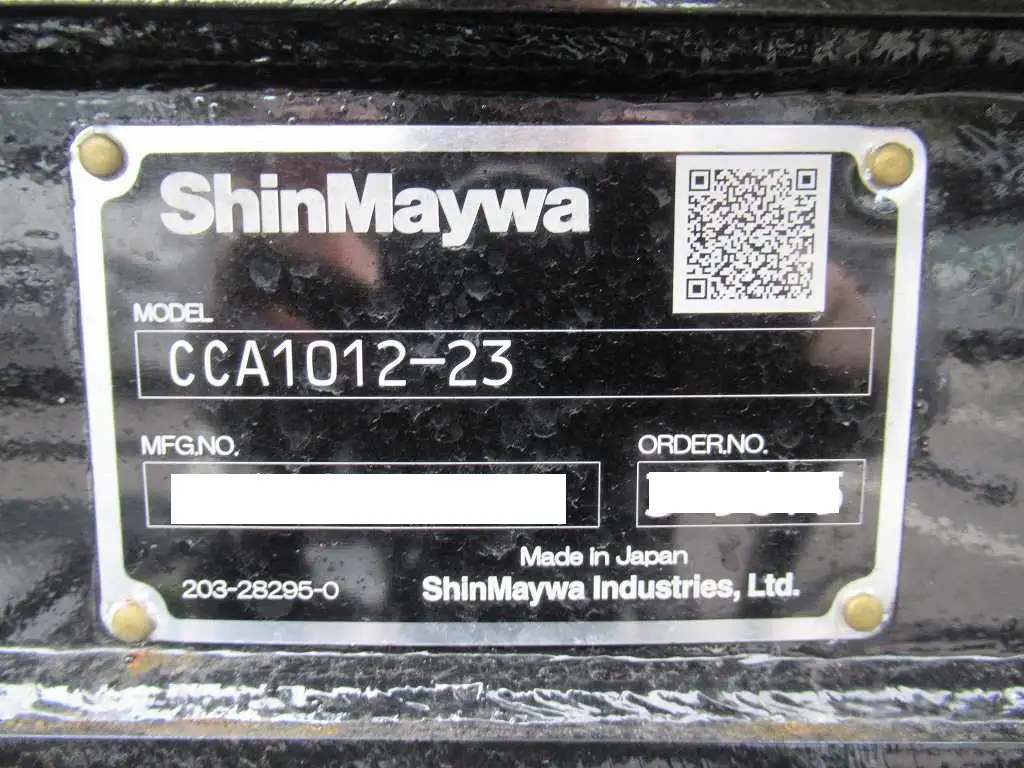 ShinMaywa
MODEL
CCA1012-23
MFG.NO.
ORDER.NO.
Made in Japan
203-28295-0
ShinMaywa Industries, Ltd.